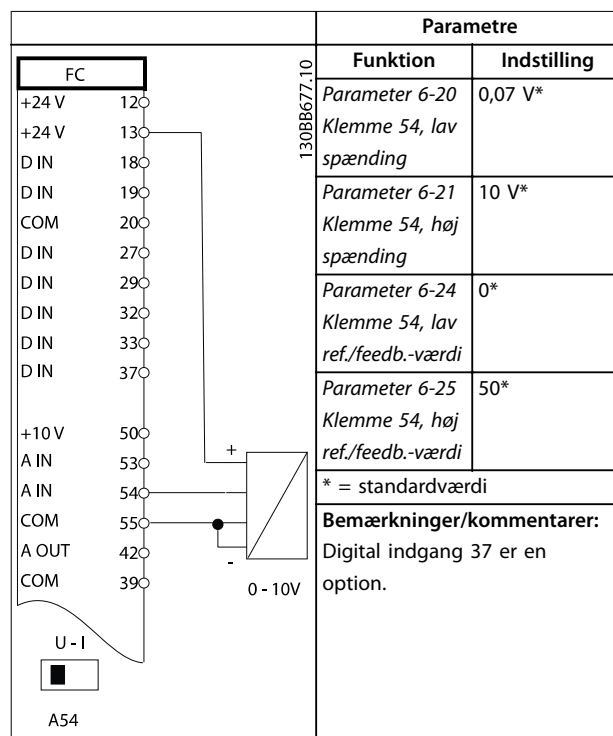 FC
+24 V 12
+24 V 13
D IN 18
D IN 19
COM 20
D IN 27
D IN 29
D IN 32
D IN 33
D IN 37
+10 V 50
A IN 53
A IN 54
COM 55
A OUT 42
COM 39
+
-
0 - 10V
U - I
A54
130BB677.10
Parametre
Funktion Indstilling
Parameter 6-20 0,07 V*
Klemme 54, lav
spænding
Parameter 6-21 10 V*
Klemme 54, høj
spænding
Parameter 6-24 0*
Klemme 54, lav
ref./feedb.-værdi
Parameter 6-25 50*
Klemme 54, høj
ref./feedb.-værdi
* = standardværdi
Bemærkninger/kommentarer:
Digital indgang 37 er en
option.